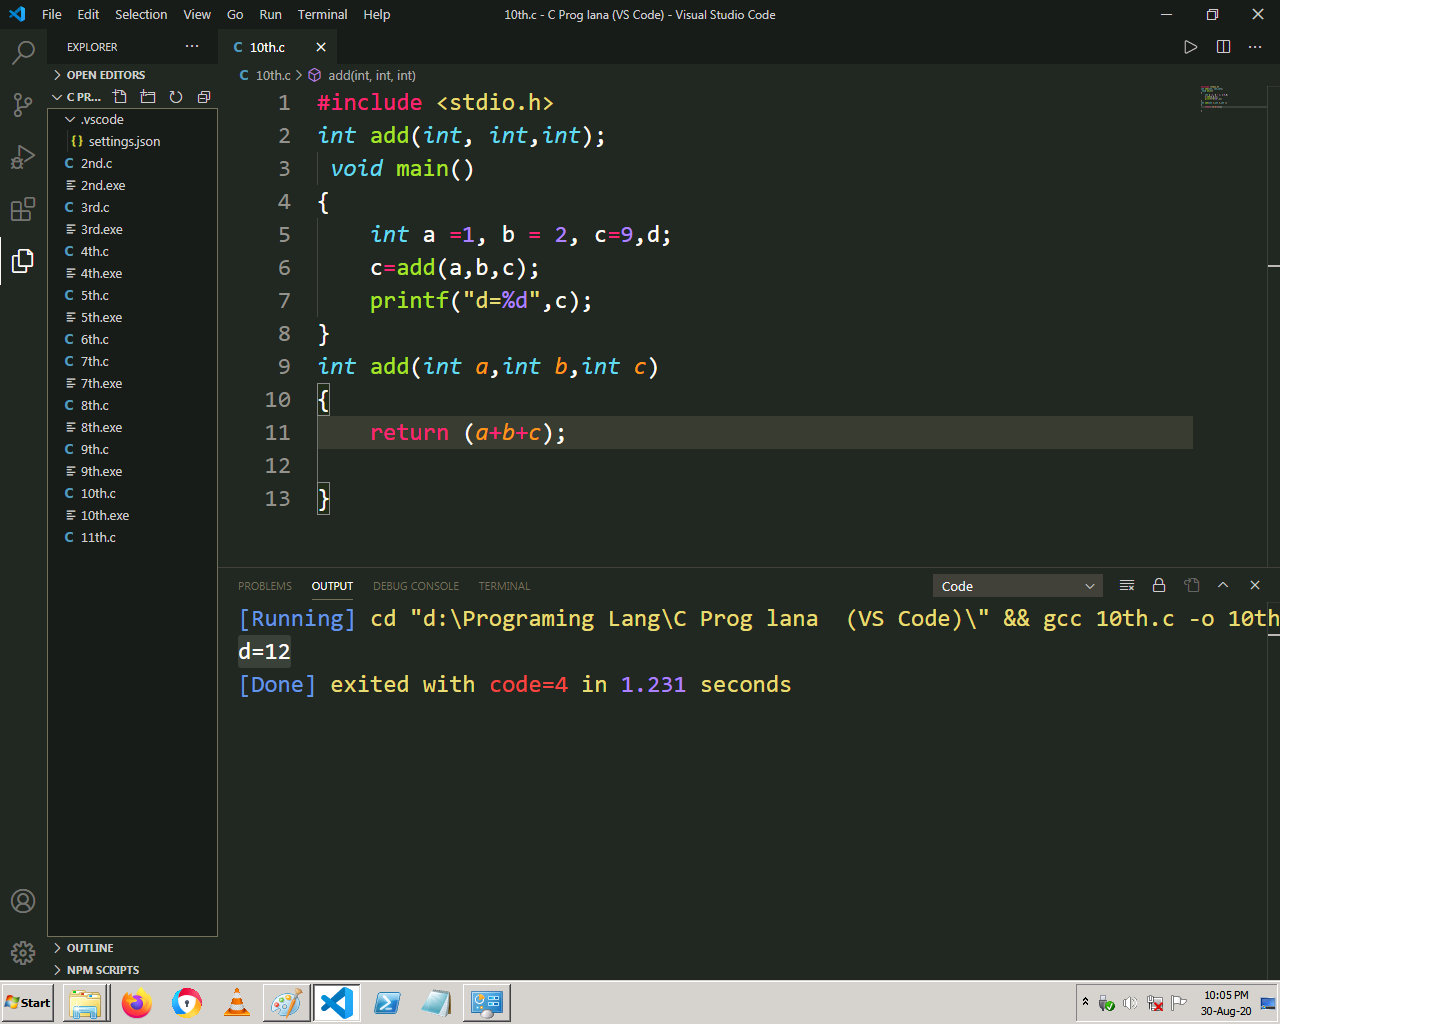 File Edit Selection View Go Run Terminal Help 10th.c - C Prog lana (VS Code) - Visual Studio Code
EXPLORER ···
C 10th.c
OPEN EDITORS
C PR...
C 10th.c > add(int, int, int)
.vscode
{} settings.json
C 2nd.c
2nd.exe
C 3rd.c
3rd.exe
C 4th.c
4th.exe
C 5th.c
5th.exe
C 6th.c
C 7th.c
7th.exe
C 8th.c
8th.exe
C 9th.c
9th.exe
C 10th.c
10th.exe
C 11th.c
OUTLINE
NPM SCRIPTS
1 #include <stdio.h>
2 int add(int, int,int);
3 void main()
4 {
5 int a =1, b = 2, c=9,d;
6 c=add(a,b,c);
7 printf("d=%d",c);
8 }
9 int add(int a,int b,int c)
10 {
11 return (a+b+c);
12
13 }
PROBLEMS OUTPUT DEBUG CONSOLE TERMINAL Code
[Running] cd "d:\Programing Lang\C Prog lana  (VS Code)\" && gcc 10th.c -o 10th
d=12
[Done] exited with code=4 in 1.231 seconds
Start
10:05 PM
30-Aug-20